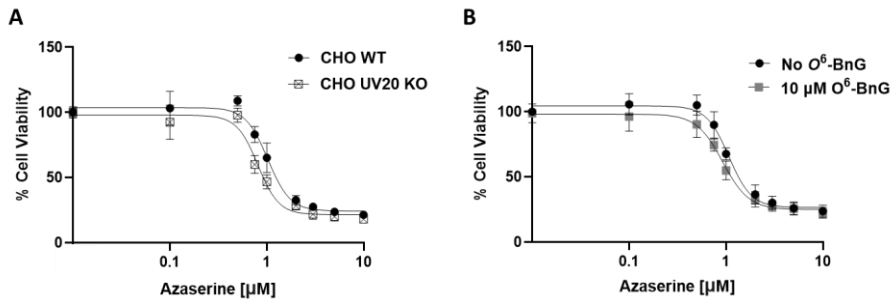 A
150
100
50
0
% Cell Viability
0.1
1
10
Azaserine [µM]
CHO WT
CHO UV20 KO
B
150
100
50
0
% Cell Viability
0.1
1
10
Azaserine [µM]
No O⁶-BnG
10 µM O⁶-BnG